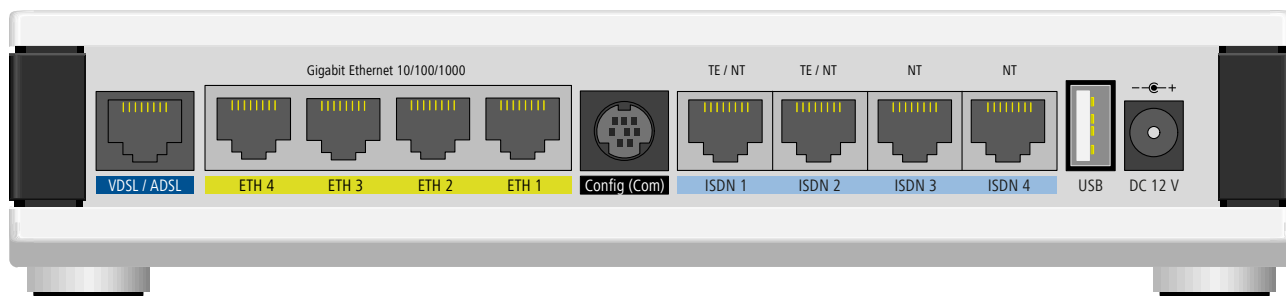 Gigabit Ethernet 10/100/1000
TE / NT
TE / NT
NT
NT
VDSL / ADSL
ETH 4
ETH 3
ETH 2
ETH 1
Config (Com)
ISDN 1
ISDN 2
ISDN 3
ISDN 4
USB
DC 12 V